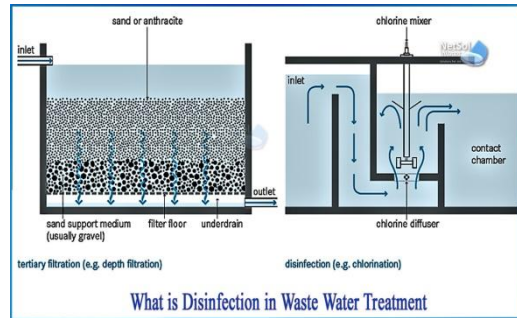 sand or anthracite
inlet
outlet
sand support medium
(usually gravel)
filter floor
underdrain
tertiary filtration (e.g. depth filtration)
chlorine mixer
NetSol
inlet
contact
chamber
chlorine diffuser
disinfection (e.g. chlorination)
What is Disinfection in Waste Water Treatment